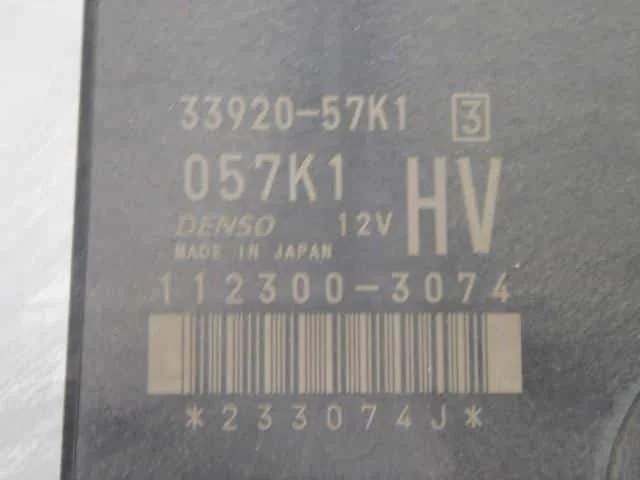 33920-57K1 3
057K1 HV
DENSO 12V
MADE IN JAPAN
112300-3074
*233074J*